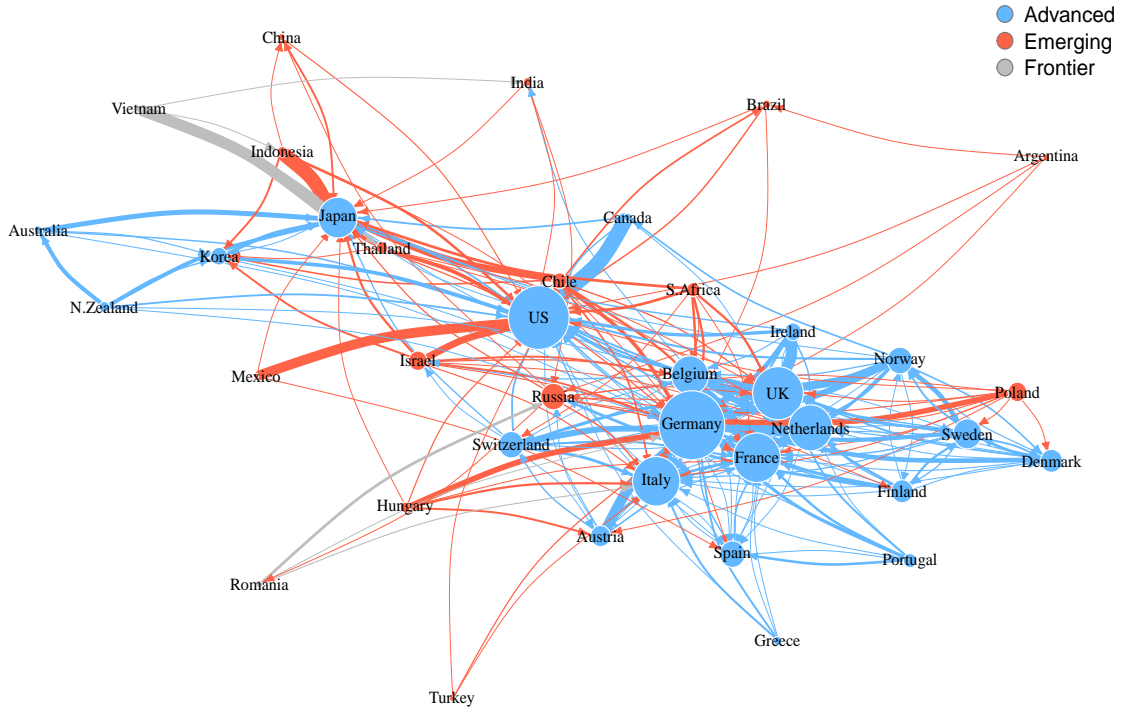 Advanced
Emerging
Frontier
China
India
Vietnam
Brazil
Indonesia
Argentina
Japan
Canada
Australia
Thailand
Korea
Chile
S.Africa
N.Zealand
US
Ireland
Israel
Norway
Mexico
Belgium
Russia
UK
Poland
Germany
Netherlands
Sweden
Switzerland
France
Denmark
Italy
Finland
Hungary
Austria
Spain
Portugal
Romania
Greece
Turkey